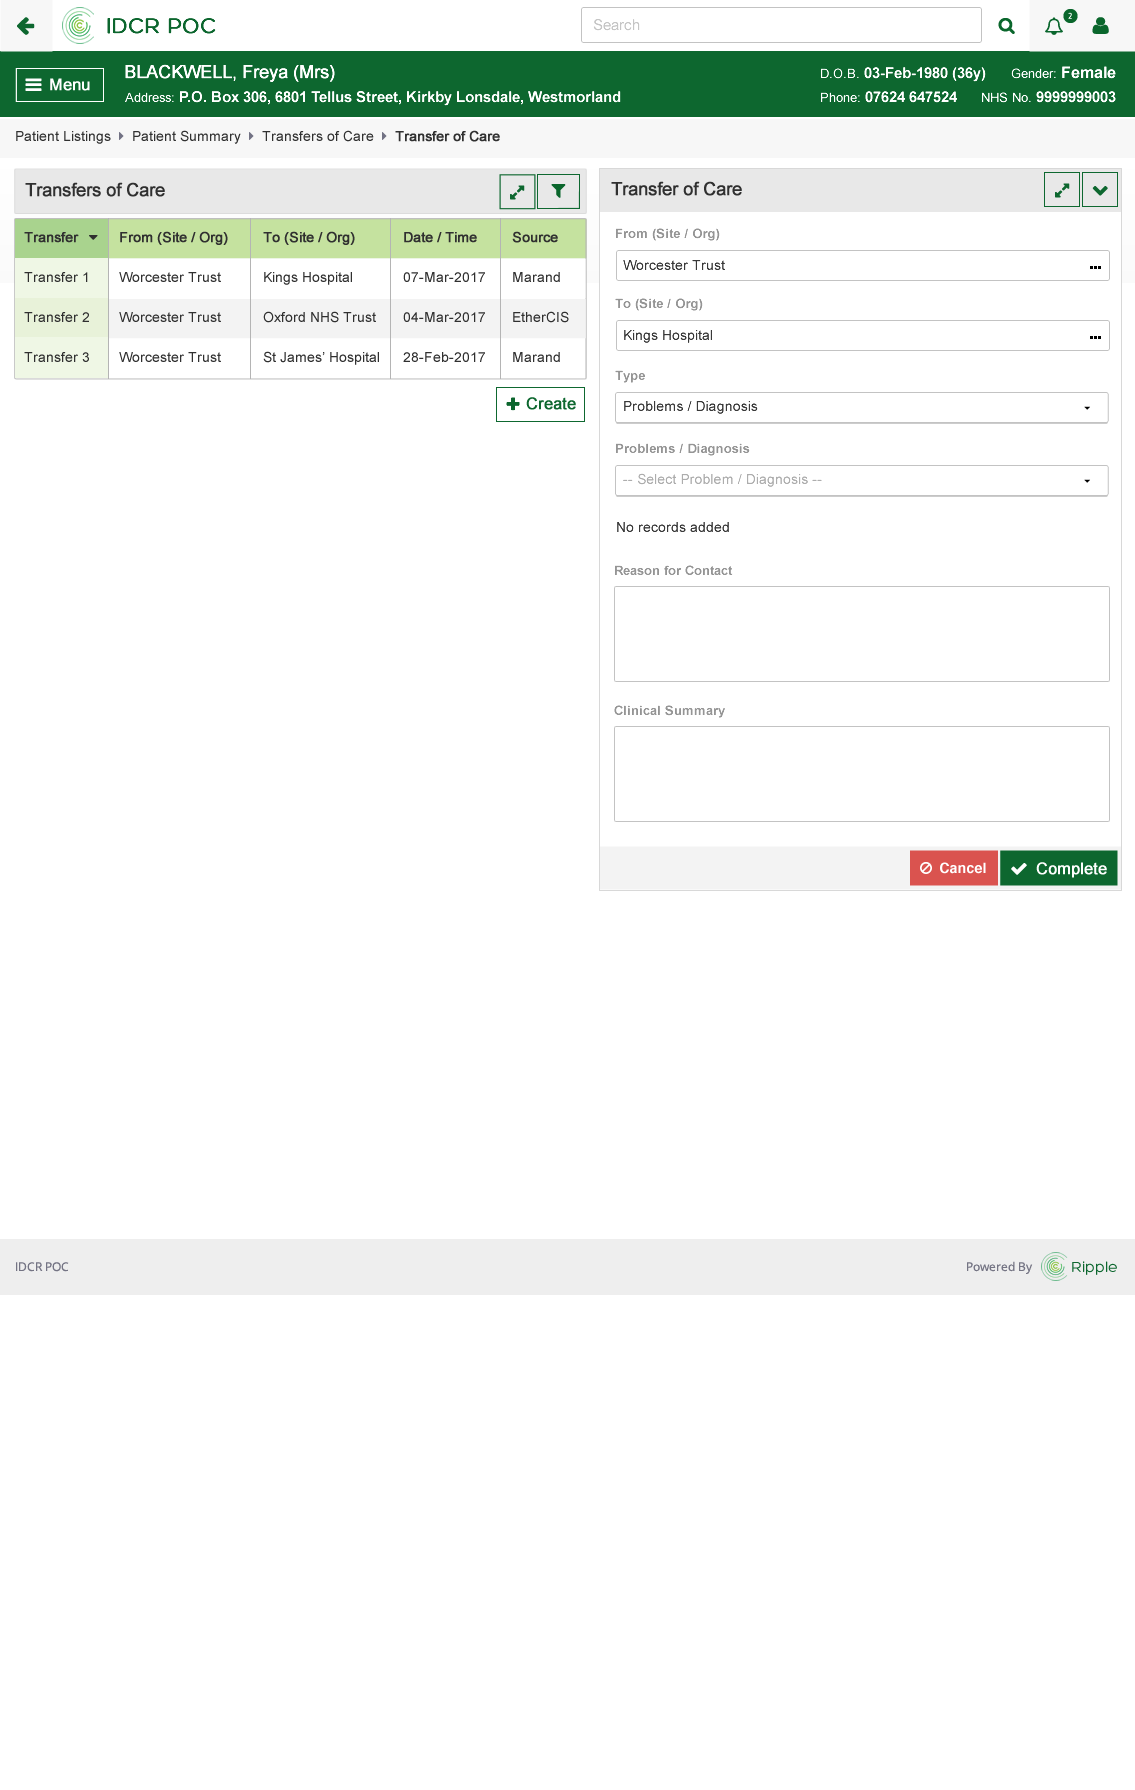 IDCR POC
Search
2
Menu
BLACKWELL, Freya (Mrs)
D.O.B. 03-Feb-1980 (36y) Gender: Female
Address: P.O. Box 306, 6801 Tellus Street, Kirkby Lonsdale, Westmorland
Phone: 07624 647524 NHS No. 9999999003
Patient Listings Patient Summary Transfers of Care Transfer of Care
Transfers of Care
Transfer From (Site / Org) To (Site / Org) Date / Time Source
Transfer 1 Worcester Trust Kings Hospital 07-Mar-2017 Marand
Transfer 2 Worcester Trust Oxford NHS Trust 04-Mar-2017 EtherCIS
Transfer 3 Worcester Trust St James’ Hospital 28-Feb-2017 Marand
Create
Transfer of Care
From (Site / Org)
Worcester Trust
To (Site / Org)
Kings Hospital
Type
Problems / Diagnosis
Problems / Diagnosis
-- Select Problem / Diagnosis --
No records added
Reason for Contact
Clinical Summary
Cancel Complete
IDCR POC
Powered By Ripple